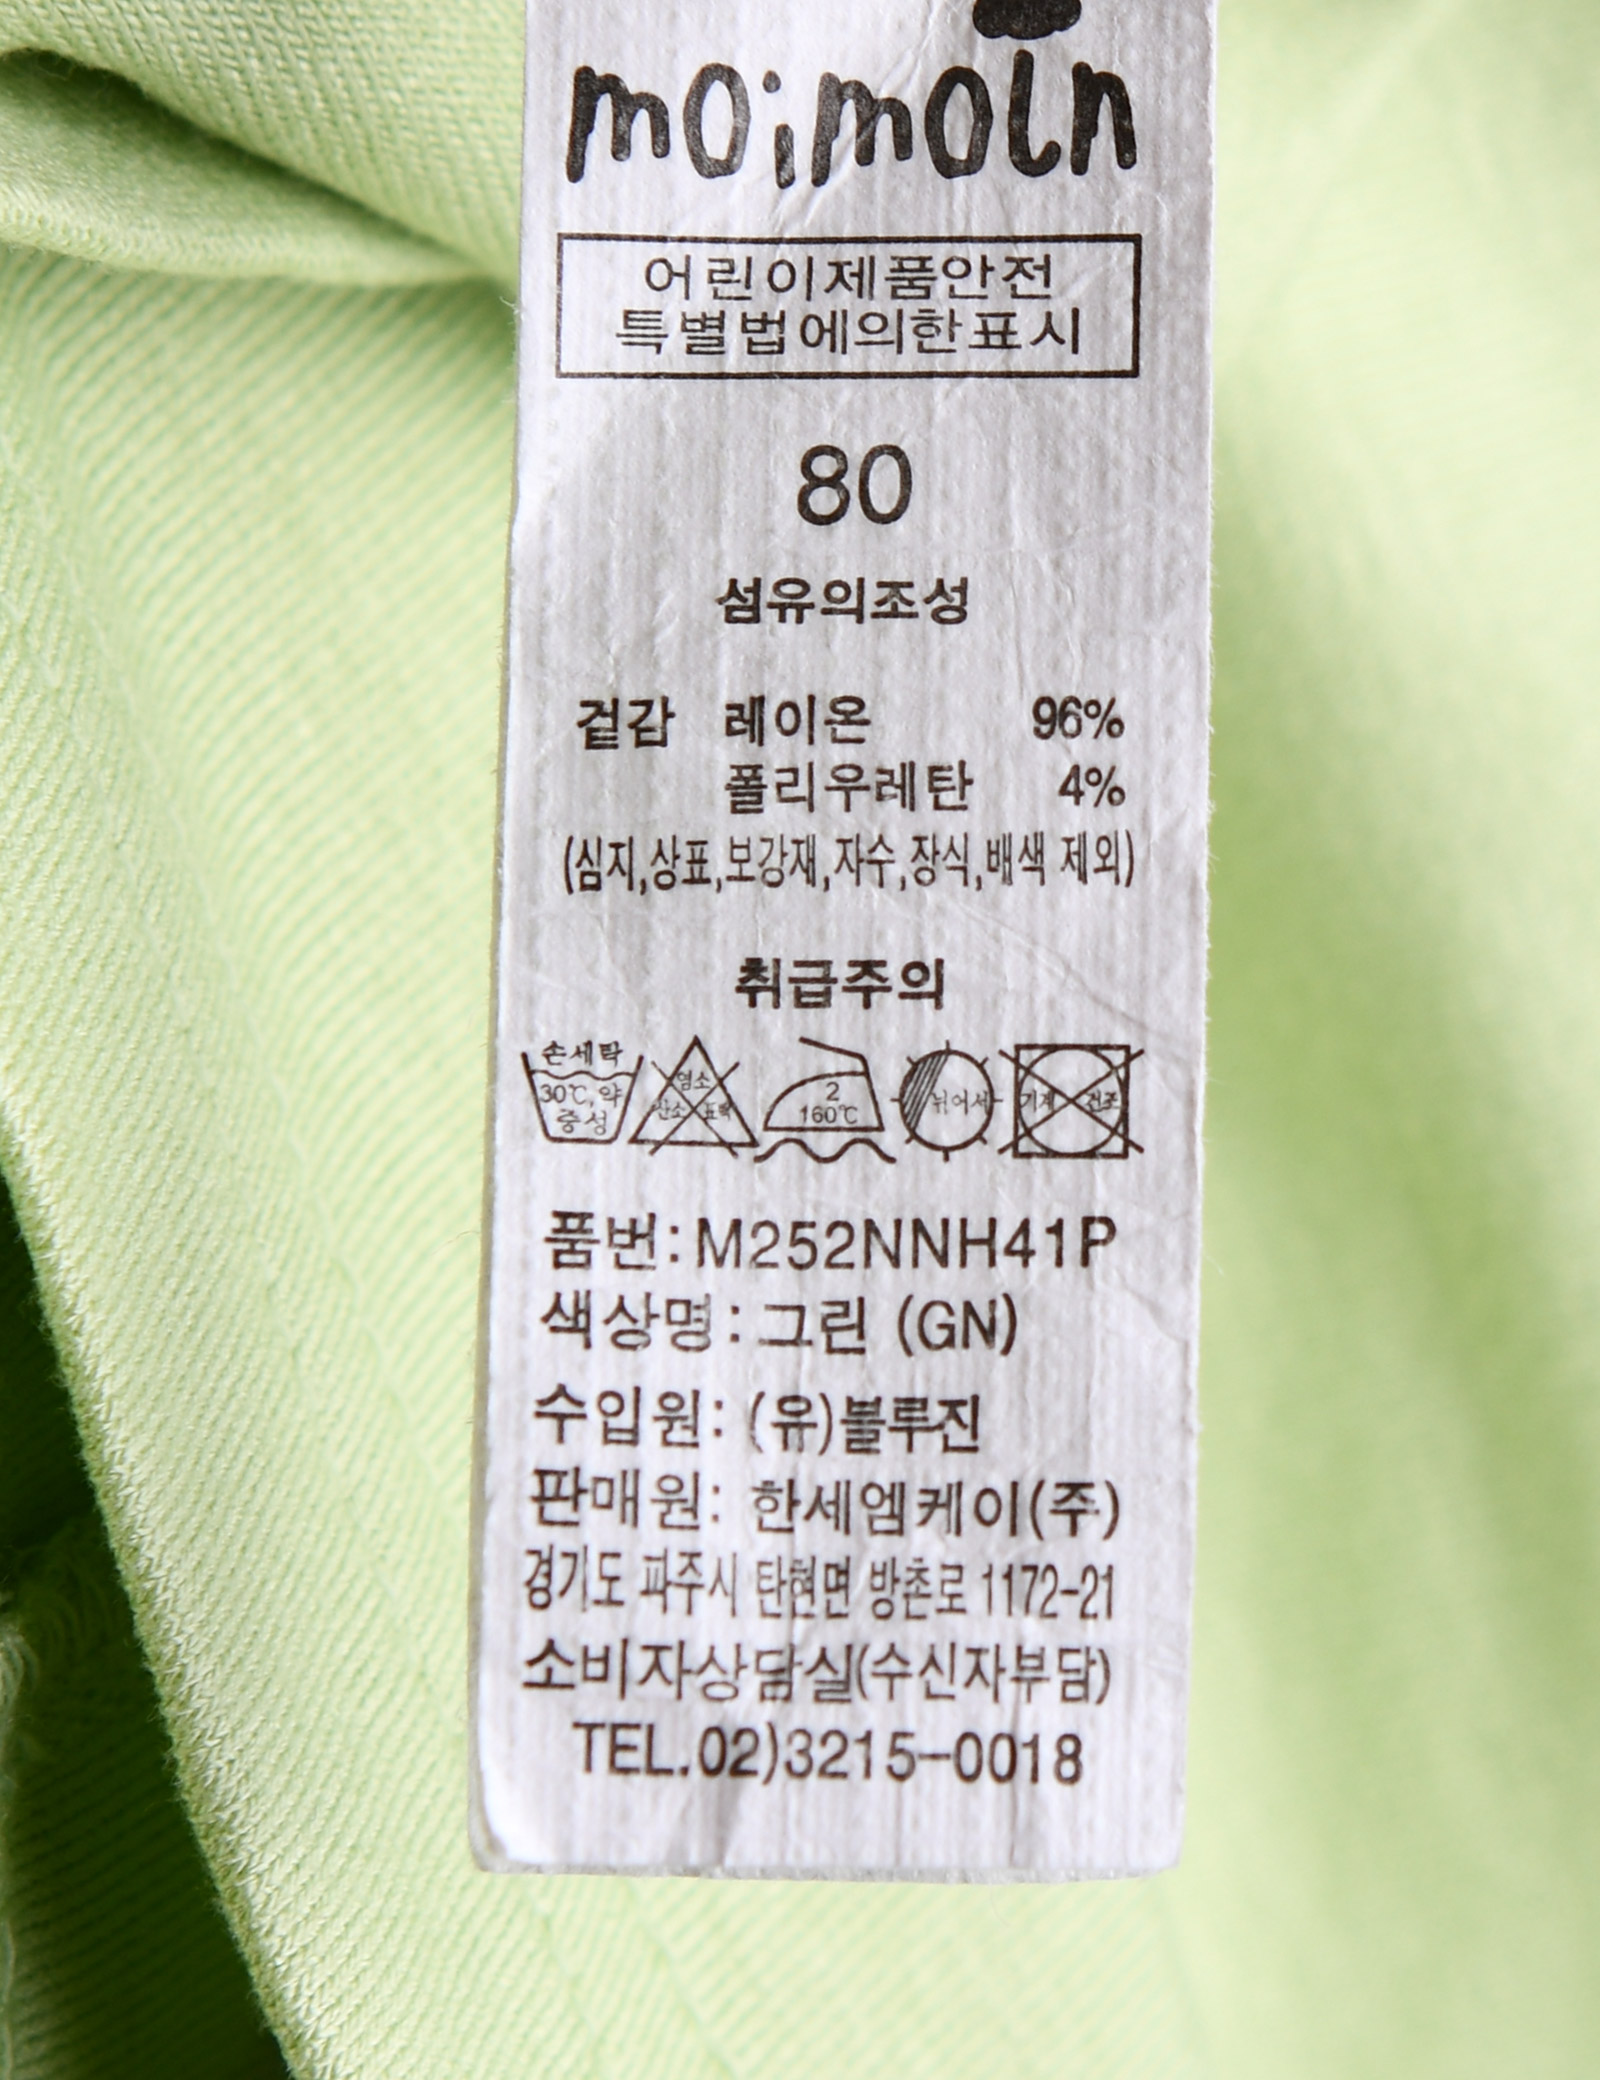 moimoln
어린이제품안전
특별법에의한표시
80
섬유의조성
겉감 레이온 96%
폴리우레탄 4%
(심지,상표,보강재,자수,장식,배색 제외)
취급주의
손세탁
30℃,약
중성
염소
산소 표백
2
160℃
뉘어서
기계 건조
품번:M252NNH41P
색상명:그린 (GN)
수입원: (유)블루진
판매원: 한세엠케이(주)
경기도 파주시 탄현면 방촌로 1172-21
소비자상담실(수신자부담)
TEL.02)3215-0018